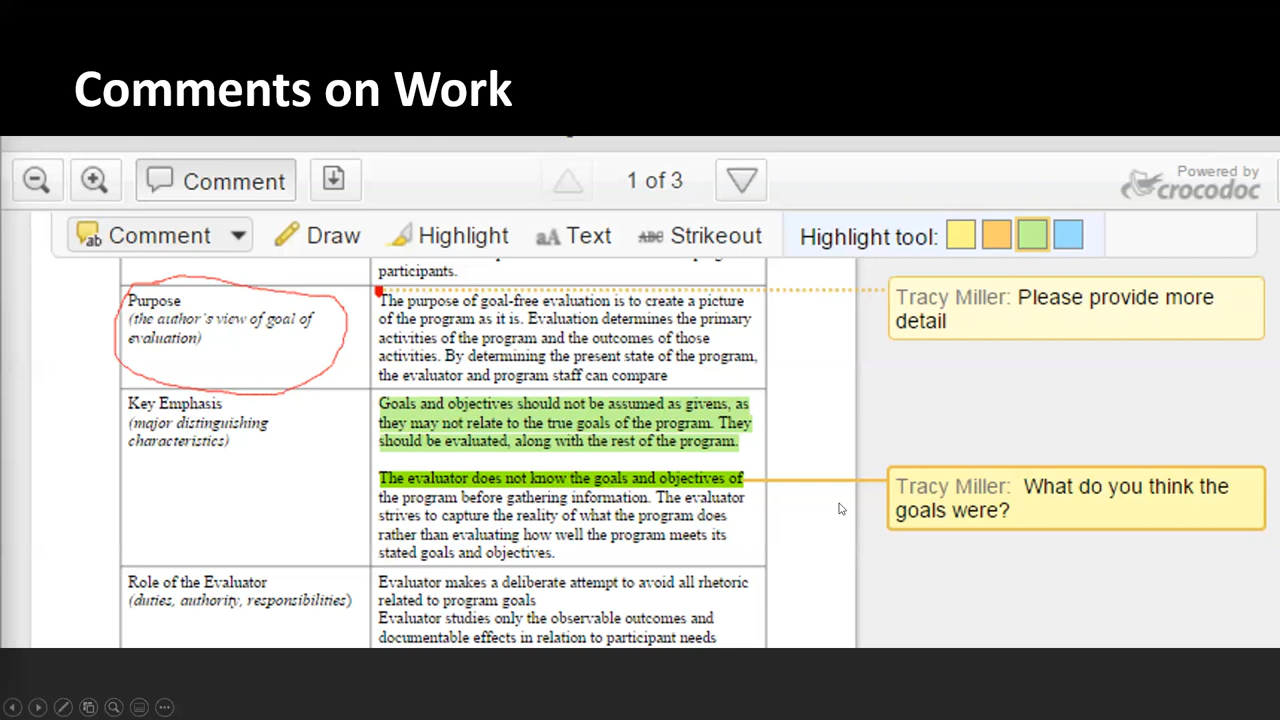 Comments on Work
Comment
1 of 3
Powered by
crocodoc
Comment
Draw
Highlight
aA Text
ABC Strikeout
Highlight tool:
participants.
Purpose
(the author's view of goal of
evaluation)
The purpose of goal-free evaluation is to create a picture
of the program as it is. Evaluation determines the primary
activities of the program and the outcomes of those
activities. By determining the present state of the program,
the evaluator and program staff can compare
Tracy Miller: Please provide more
detail
Key Emphasis
(major distinguishing
characteristics)
Goals and objectives should not be assumed as givens, as
they may not relate to the true goals of the program. They
should be evaluated, along with the rest of the program.
The evaluator does not know the goals and objectives of
the program before gathering information. The evaluator
strives to capture the reality of what the program does
rather than evaluating how well the program meets its
stated goals and objectives.
Tracy Miller: What do you think the
goals were?
Role of the Evaluator
(duties, authority, responsibilities)
Evaluator makes a deliberate attempt to avoid all rhetoric
related to program goals
Evaluator studies only the observable outcomes and
documentable effects in relation to participant needs